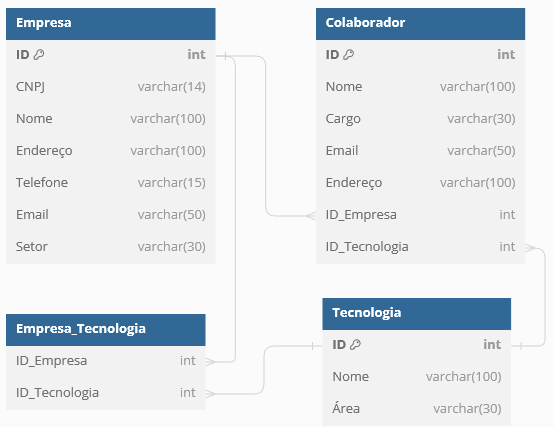 Empresa
ID int
CNPJ varchar(14)
Nome varchar(100)
Endereço varchar(100)
Telefone varchar(15)
Email varchar(50)
Setor varchar(30)
Colaborador
ID int
Nome varchar(100)
Cargo varchar(30)
Email varchar(50)
Endereço varchar(100)
ID_Empresa int
ID_Tecnologia int
Empresa_Tecnologia
ID_Empresa int
ID_Tecnologia int
Tecnologia
ID int
Nome varchar(100)
Área varchar(30)